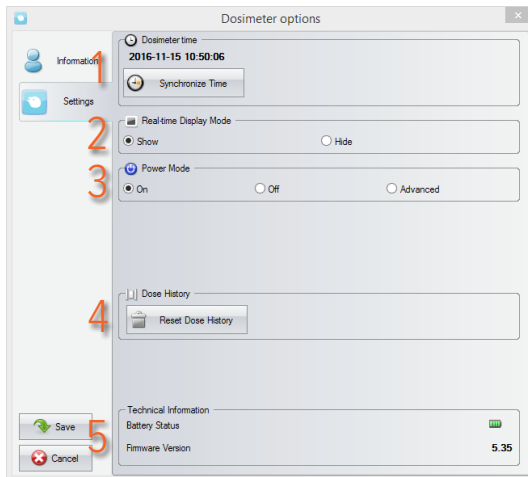 Dosimeter options
Information
Settings
1
Dosimeter time
2016-11-15 10:50:06
Synchronize Time
2
Real-time Display Mode
Show Hide
3
Power Mode
On Off Advanced
4
Dose History
Reset Dose History
5
Technical Information
Battery Status
Firmware Version 5.35
Save
Cancel